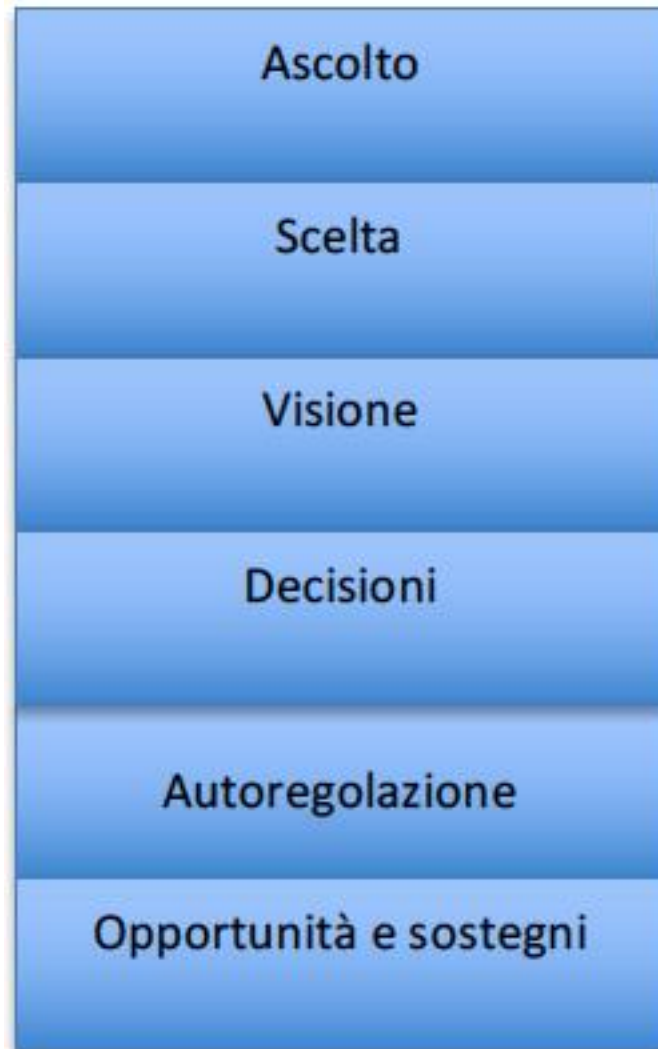 Ascolto
Scelta
Visione
Decisioni
Autoregolazione
Opportunità e sostegni